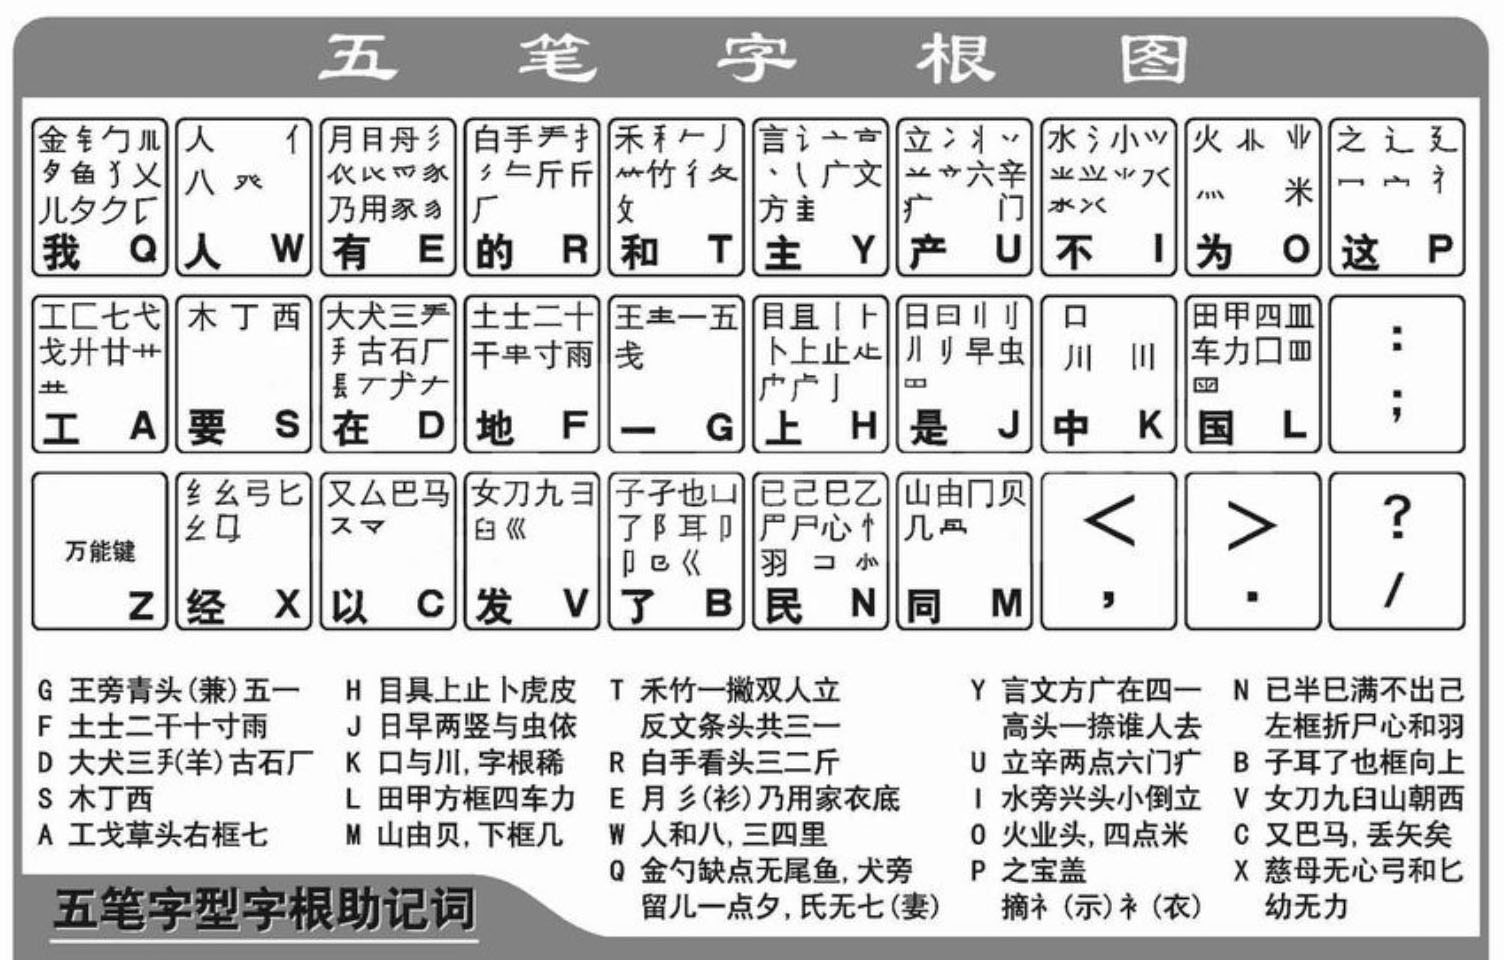 五笔字根图
金钅勹
鱼犭乂
儿夕
我 Q
人 亻
八
人 W
月目彡
乃用豕
有 E
白手扌
斤
厂
的 R
禾丿
竹彳夂
攵
和 T
言讠亠
丶广文
方
主 Y
立冫丬丷
六辛
疒 门
产 U
水氵小
不 I
火
灬 米
为 O
之辶廴
冖宀礻
这 P
工匚七弋
戈廾廿艹
工 A
木丁西
要 S
大犬三
古石厂
在 D
土士二十
干寸雨
地 F
王一五
戋
一 G
目且丨
卜上止
上 H
日曰刂
早虫
是 J
口
川
中 K
田甲四皿
车力囗
国 L
:
;
万能键
Z
纟幺弓匕
经 X
又厶巴马
以 C
女刀九彐
臼巛
发 V
子孑也凵
了阝耳卩
了 B
已己巳乙
尸心忄
羽
民 N
山由冂贝
几
同 M
<
,
>
.
?
/
G 王旁青头(兼)五一
F 土士二干十寸雨
D 大犬三(羊)古石厂
S 木丁西
A 工戈草头右框七
H 目具上止卜虎皮
J 日早两竖与虫依
K 口与川,字根稀
L 田甲方框四车力
M 山由贝,下框几
T 禾竹一撇双人立
反文条头共三一
R 白手看头三二斤
E 月彡(衫)乃用家衣底
W 人和八,三四里
Q 金勺缺点无尾鱼,犬旁
留儿一点夕,氏无七(妻)
Y 言文方广在四一
高头一捺谁人去
U 立辛两点六门疒
I 水旁兴头小倒立
O 火业头,四点米
P 之宝盖
摘礻(示)衤(衣)
N 已半巳满不出己
左框折尸心和羽
B 子耳了也框向上
V 女刀九臼山朝西
C 又巴马,丢矢矣
X 慈母无心弓和匕
幼无力
五笔字型字根助记词